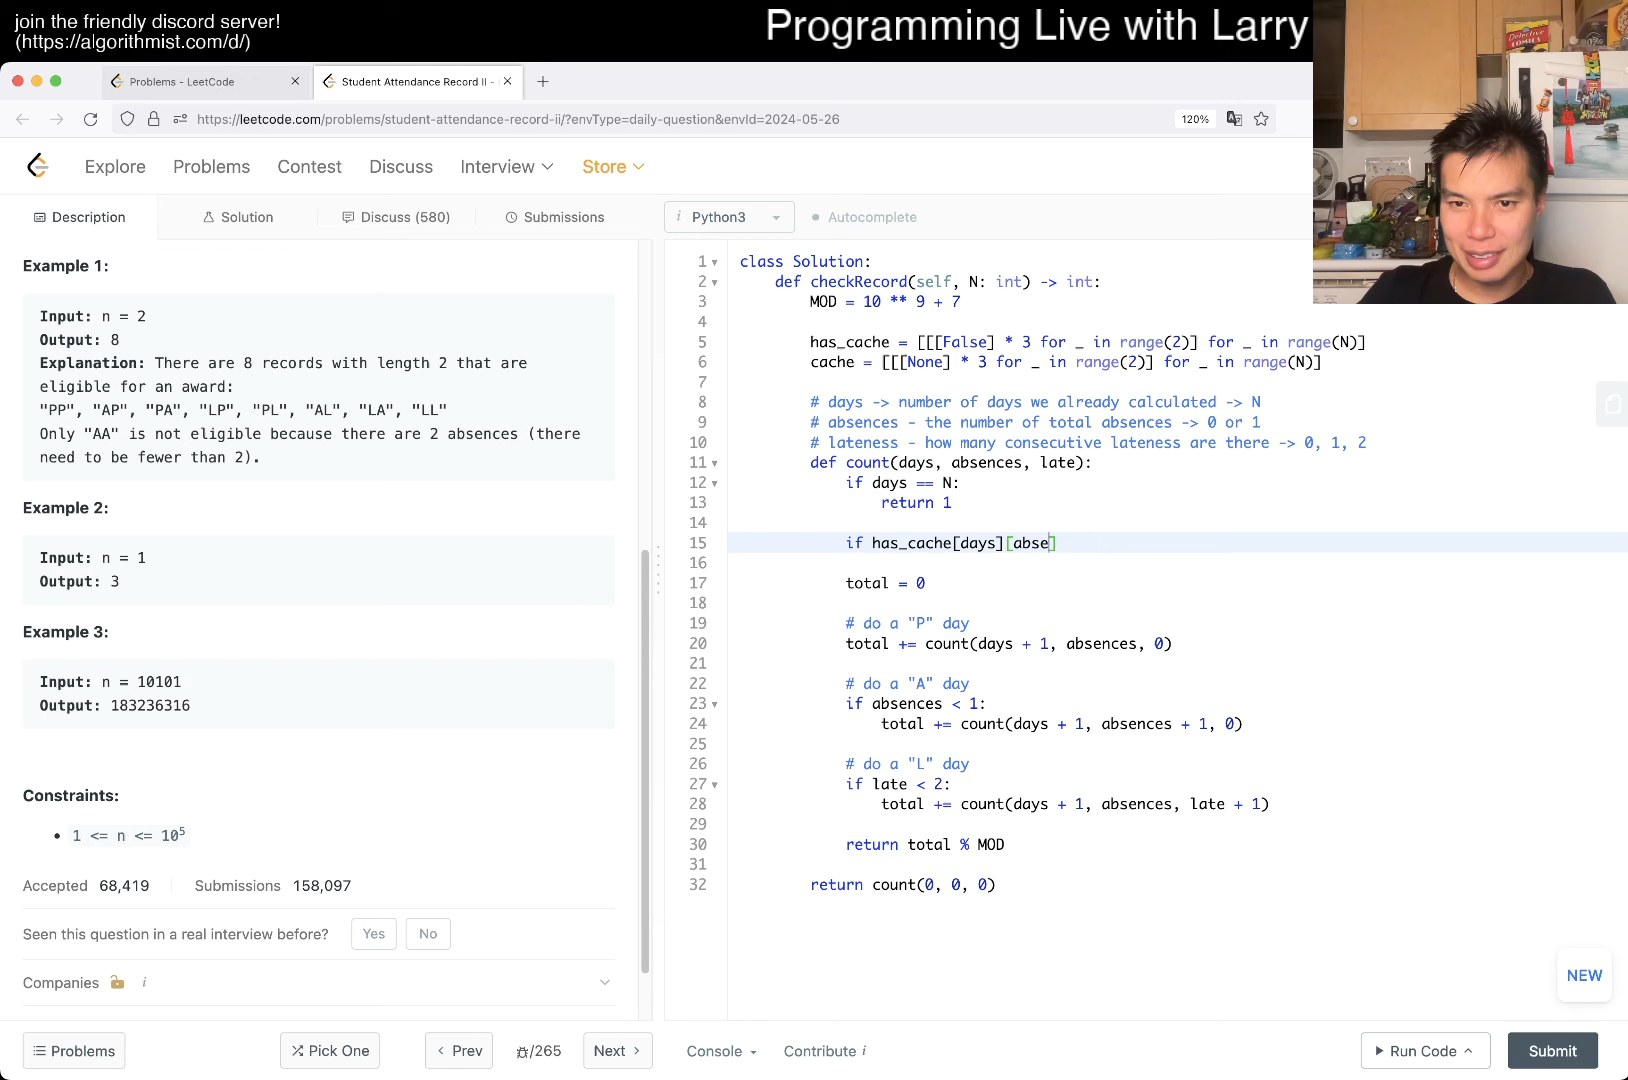 join the friendly discord server!
(https://algorithmist.com/d/)
Programming Live with Larry
Problems - LeetCode
Student Attendance Record II -
https://leetcode.com/problems/student-attendance-record-ii/?envType=daily-question&envId=2024-05-26
120%
Explore
Problems
Contest
Discuss
Interview
Store
Description
Solution
Discuss (580)
Submissions
i Python3
Autocomplete
Example 1:
Input: n = 2
Output: 8
Explanation: There are 8 records with length 2 that are
eligible for an award:
"PP", "AP", "PA", "LP", "PL", "AL", "LA", "LL"
Only "AA" is not eligible because there are 2 absences (there
need to be fewer than 2).
Example 2:
Input: n = 1
Output: 3
Example 3:
Input: n = 10101
Output: 183236316
Constraints:
1 <= n <= 10⁵
Accepted 68,419
Submissions 158,097
Seen this question in a real interview before?
Yes
No
Companies i
1 class Solution:
2 def checkRecord(self, N: int) -> int:
3 MOD = 10 ** 9 + 7
4
5 has_cache = [[[False] * 3 for _ in range(2)] for _ in range(N)]
6 cache = [[[None] * 3 for _ in range(2)] for _ in range(N)]
7
8 # days -> number of days we already calculated -> N
9 # absences - the number of total absences -> 0 or 1
10 # lateness - how many consecutive lateness are there -> 0, 1, 2
11 def count(days, absences, late):
12 if days == N:
13 return 1
14
15 if has_cache[days][abse]
16
17 total = 0
18
19 # do a "P" day
20 total += count(days + 1, absences, 0)
21
22 # do a "A" day
23 if absences < 1:
24 total += count(days + 1, absences + 1, 0)
25
26 # do a "L" day
27 if late < 2:
28 total += count(days + 1, absences, late + 1)
29
30 return total % MOD
31
32 return count(0, 0, 0)
NEW
Problems
Pick One
Prev
/265
Next
Console
Contribute i
Run Code
Submit